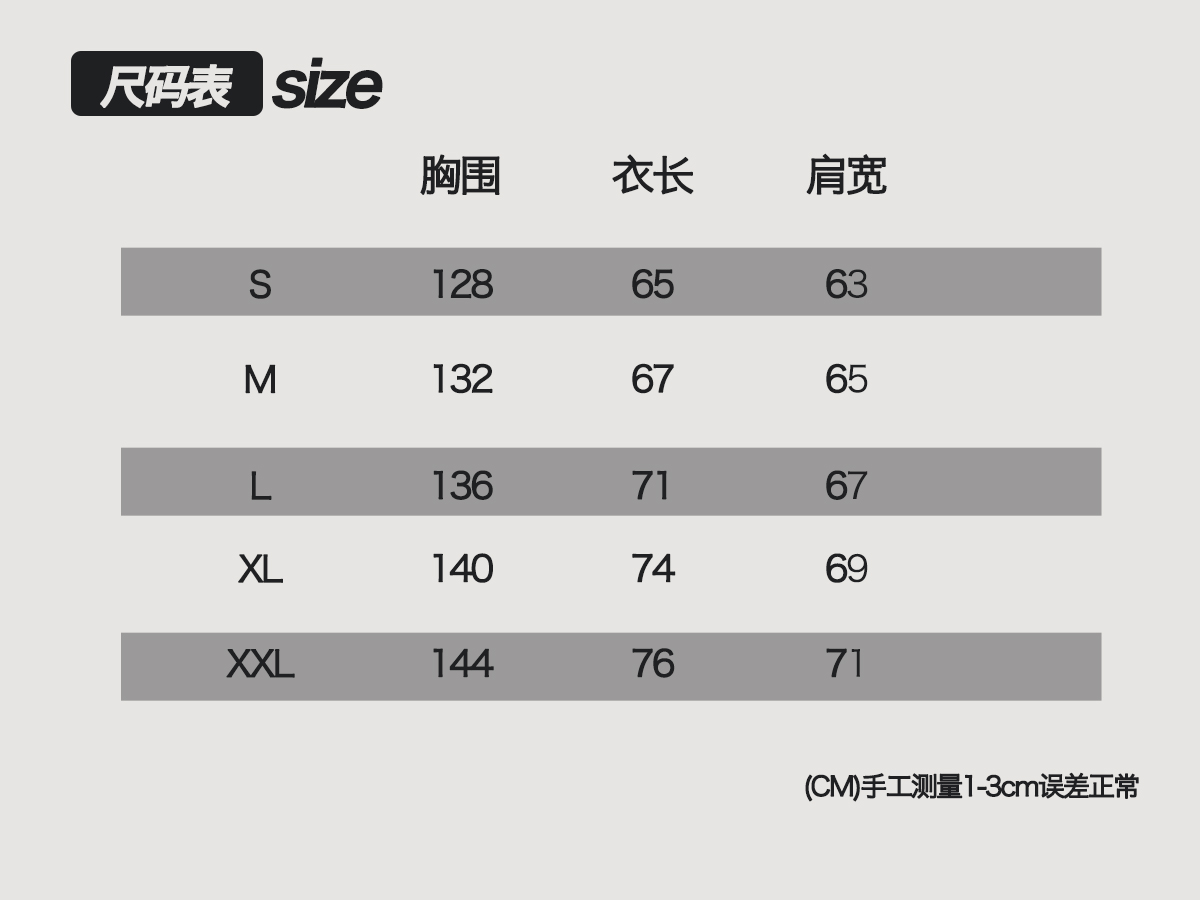 尺码表 size
胸围 衣长 肩宽
S 128 65 63
M 132 67 65
L 136 71 67
XL 140 74 69
XXL 144 76 71
(CM)手工测量1-3cm误差正常